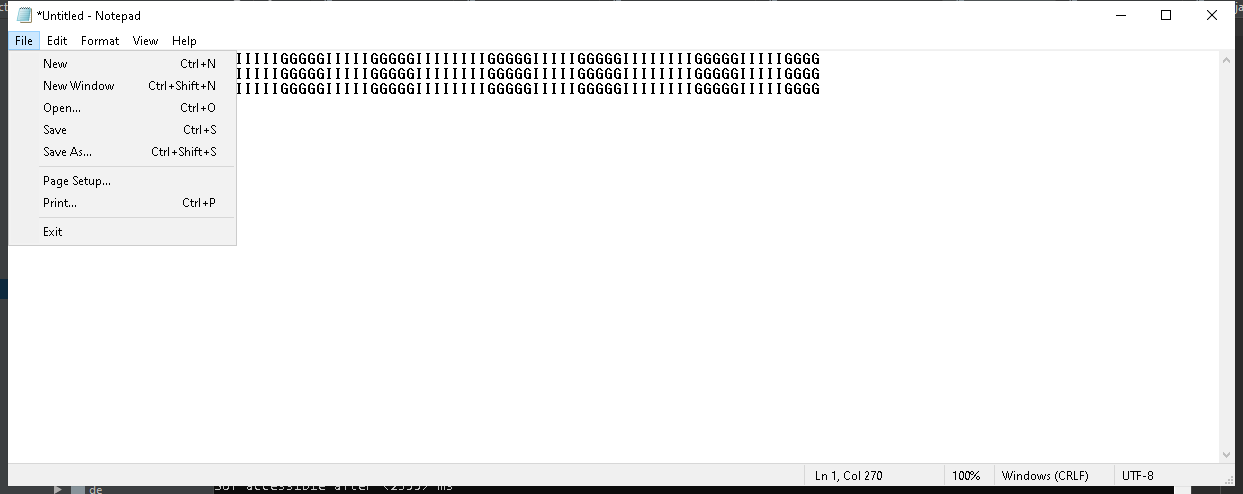 *Untitled - Notepad
File Edit Format View Help
IIIIIGGGGGIIIIIGGGGGIIIIIIIIGGGGGIIIIIGGGGGIIIIIIIIGGGGGIIIIIGGGG
IIIIIGGGGGIIIIIGGGGGIIIIIIIIGGGGGIIIIIGGGGGIIIIIIIIGGGGGIIIIIGGGG
IIIIIGGGGGIIIIIGGGGGIIIIIIIIGGGGGIIIIIGGGGGIIIIIIIIGGGGGIIIIIGGGG
New Ctrl+N
New Window Ctrl+Shift+N
Open... Ctrl+O
Save Ctrl+S
Save As... Ctrl+Shift+S
Page Setup...
Print... Ctrl+P
Exit
Ln 1, Col 270 100% Windows (CRLF) UTF-8
de accessible after ms